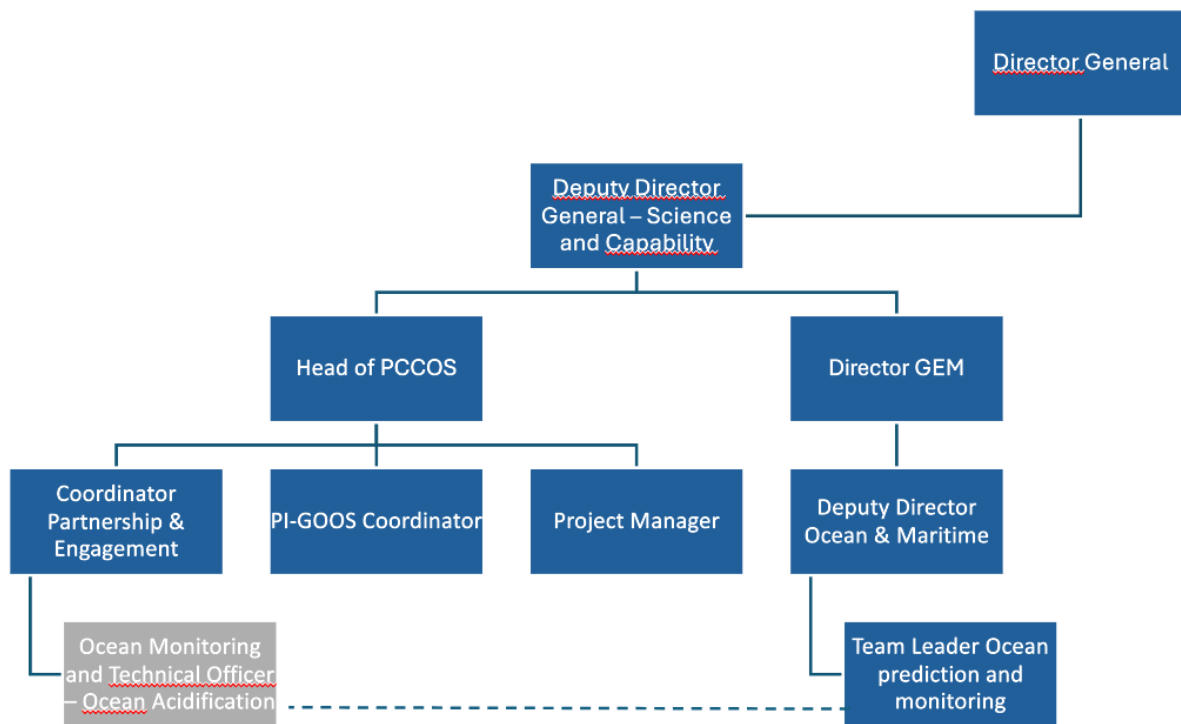 Director General
Deputy Director
General – Science
and Capability
Head of PCCOS
Director GEM
Coordinator
Partnership &
Engagement
PI-GOOS Coordinator
Project Manager
Deputy Director
Ocean & Maritime
Ocean Monitoring
and Technical Officer
– Ocean Acidification
Team Leader Ocean
prediction and
monitoring